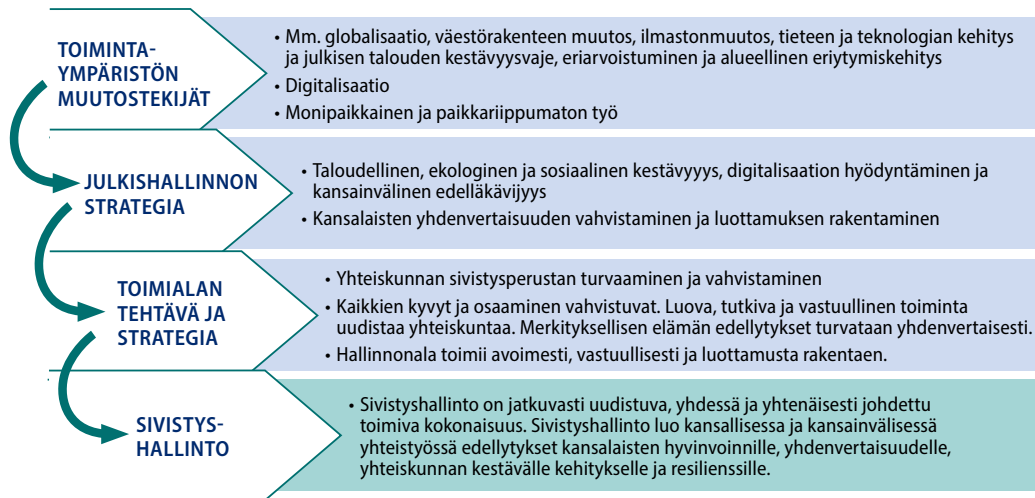 TOIMINTA-
YMPÄRISTÖN
MUUTOSTEKIJÄT
• Mm. globalisaatio, väestörakenteen muutos, ilmastonmuutos, tieteen ja teknologian kehitys
ja julkisen talouden kestävyysvaje, eriarvoistuminen ja alueellinen eriytymiskehitys
• Digitalisaatio
• Monipaikkainen ja paikkariippumaton työ
JULKISHALLINNON
STRATEGIA
• Taloudellinen, ekologinen ja sosiaalinen kestävyyys, digitalisaation hyödyntäminen ja
kansainvälinen edelläkävijyys
• Kansalaisten yhdenvertaisuuden vahvistaminen ja luottamuksen rakentaminen
TOIMIALAN
TEHTÄVÄ JA
STRATEGIA
• Yhteiskunnan sivistysperustan turvaaminen ja vahvistaminen
• Kaikkien kyvyt ja osaaminen vahvistuvat. Luova, tutkiva ja vastuullinen toiminta
uudistaa yhteiskuntaa. Merkityksellisen elämän edellytykset turvataan yhdenvertaisesti.
• Hallinnonala toimii avoimesti, vastuullisesti ja luottamusta rakentaen.
SIVISTYS-
HALLINTO
• Sivistyshallinto on jatkuvasti uudistuva, yhdessä ja yhtenäisesti johdettu
toimiva kokonaisuus. Sivistyshallinto luo kansallisessa ja kansainvälisessä
yhteistyössä edellytykset kansalaisten hyvinvoinnille, yhdenvertaisuudelle,
yhteiskunnan kestävälle kehitykselle ja resilienssille.